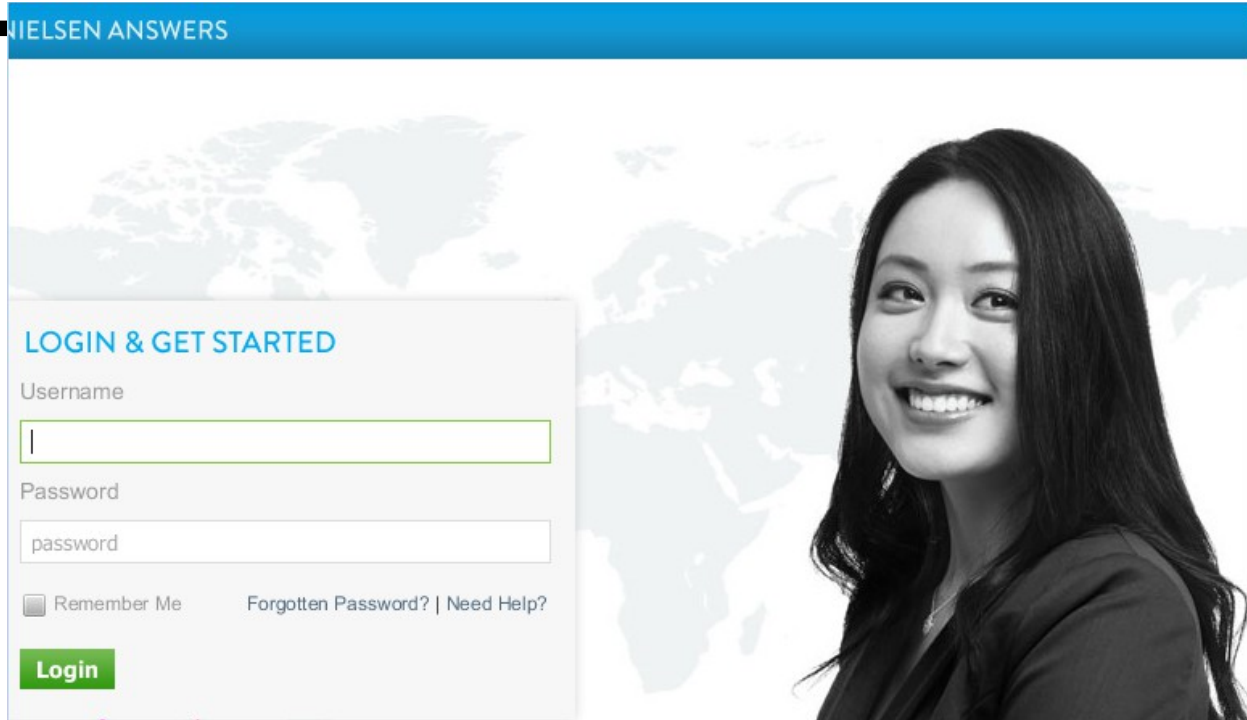 NIELSEN ANSWERS
LOGIN & GET STARTED
Username
Password
password
Remember Me Forgotten Password? | Need Help?
Login